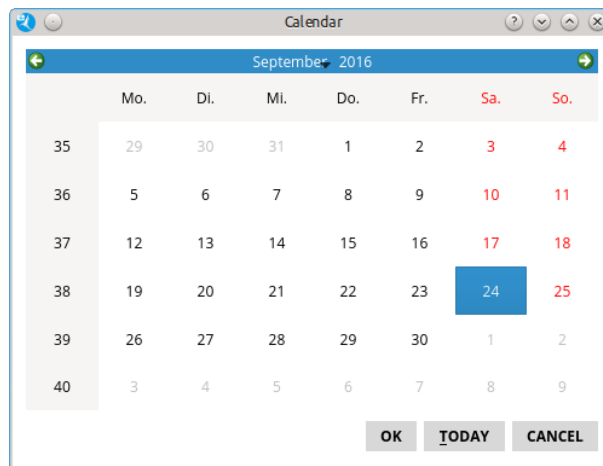 Calendar
September 2016
Mo. Di. Mi. Do. Fr. Sa. So.
35 29 30 31 1 2 3 4
36 5 6 7 8 9 10 11
37 12 13 14 15 16 17 18
38 19 20 21 22 23 24 25
39 26 27 28 29 30 1 2
40 3 4 5 6 7 8 9
OK TODAY CANCEL